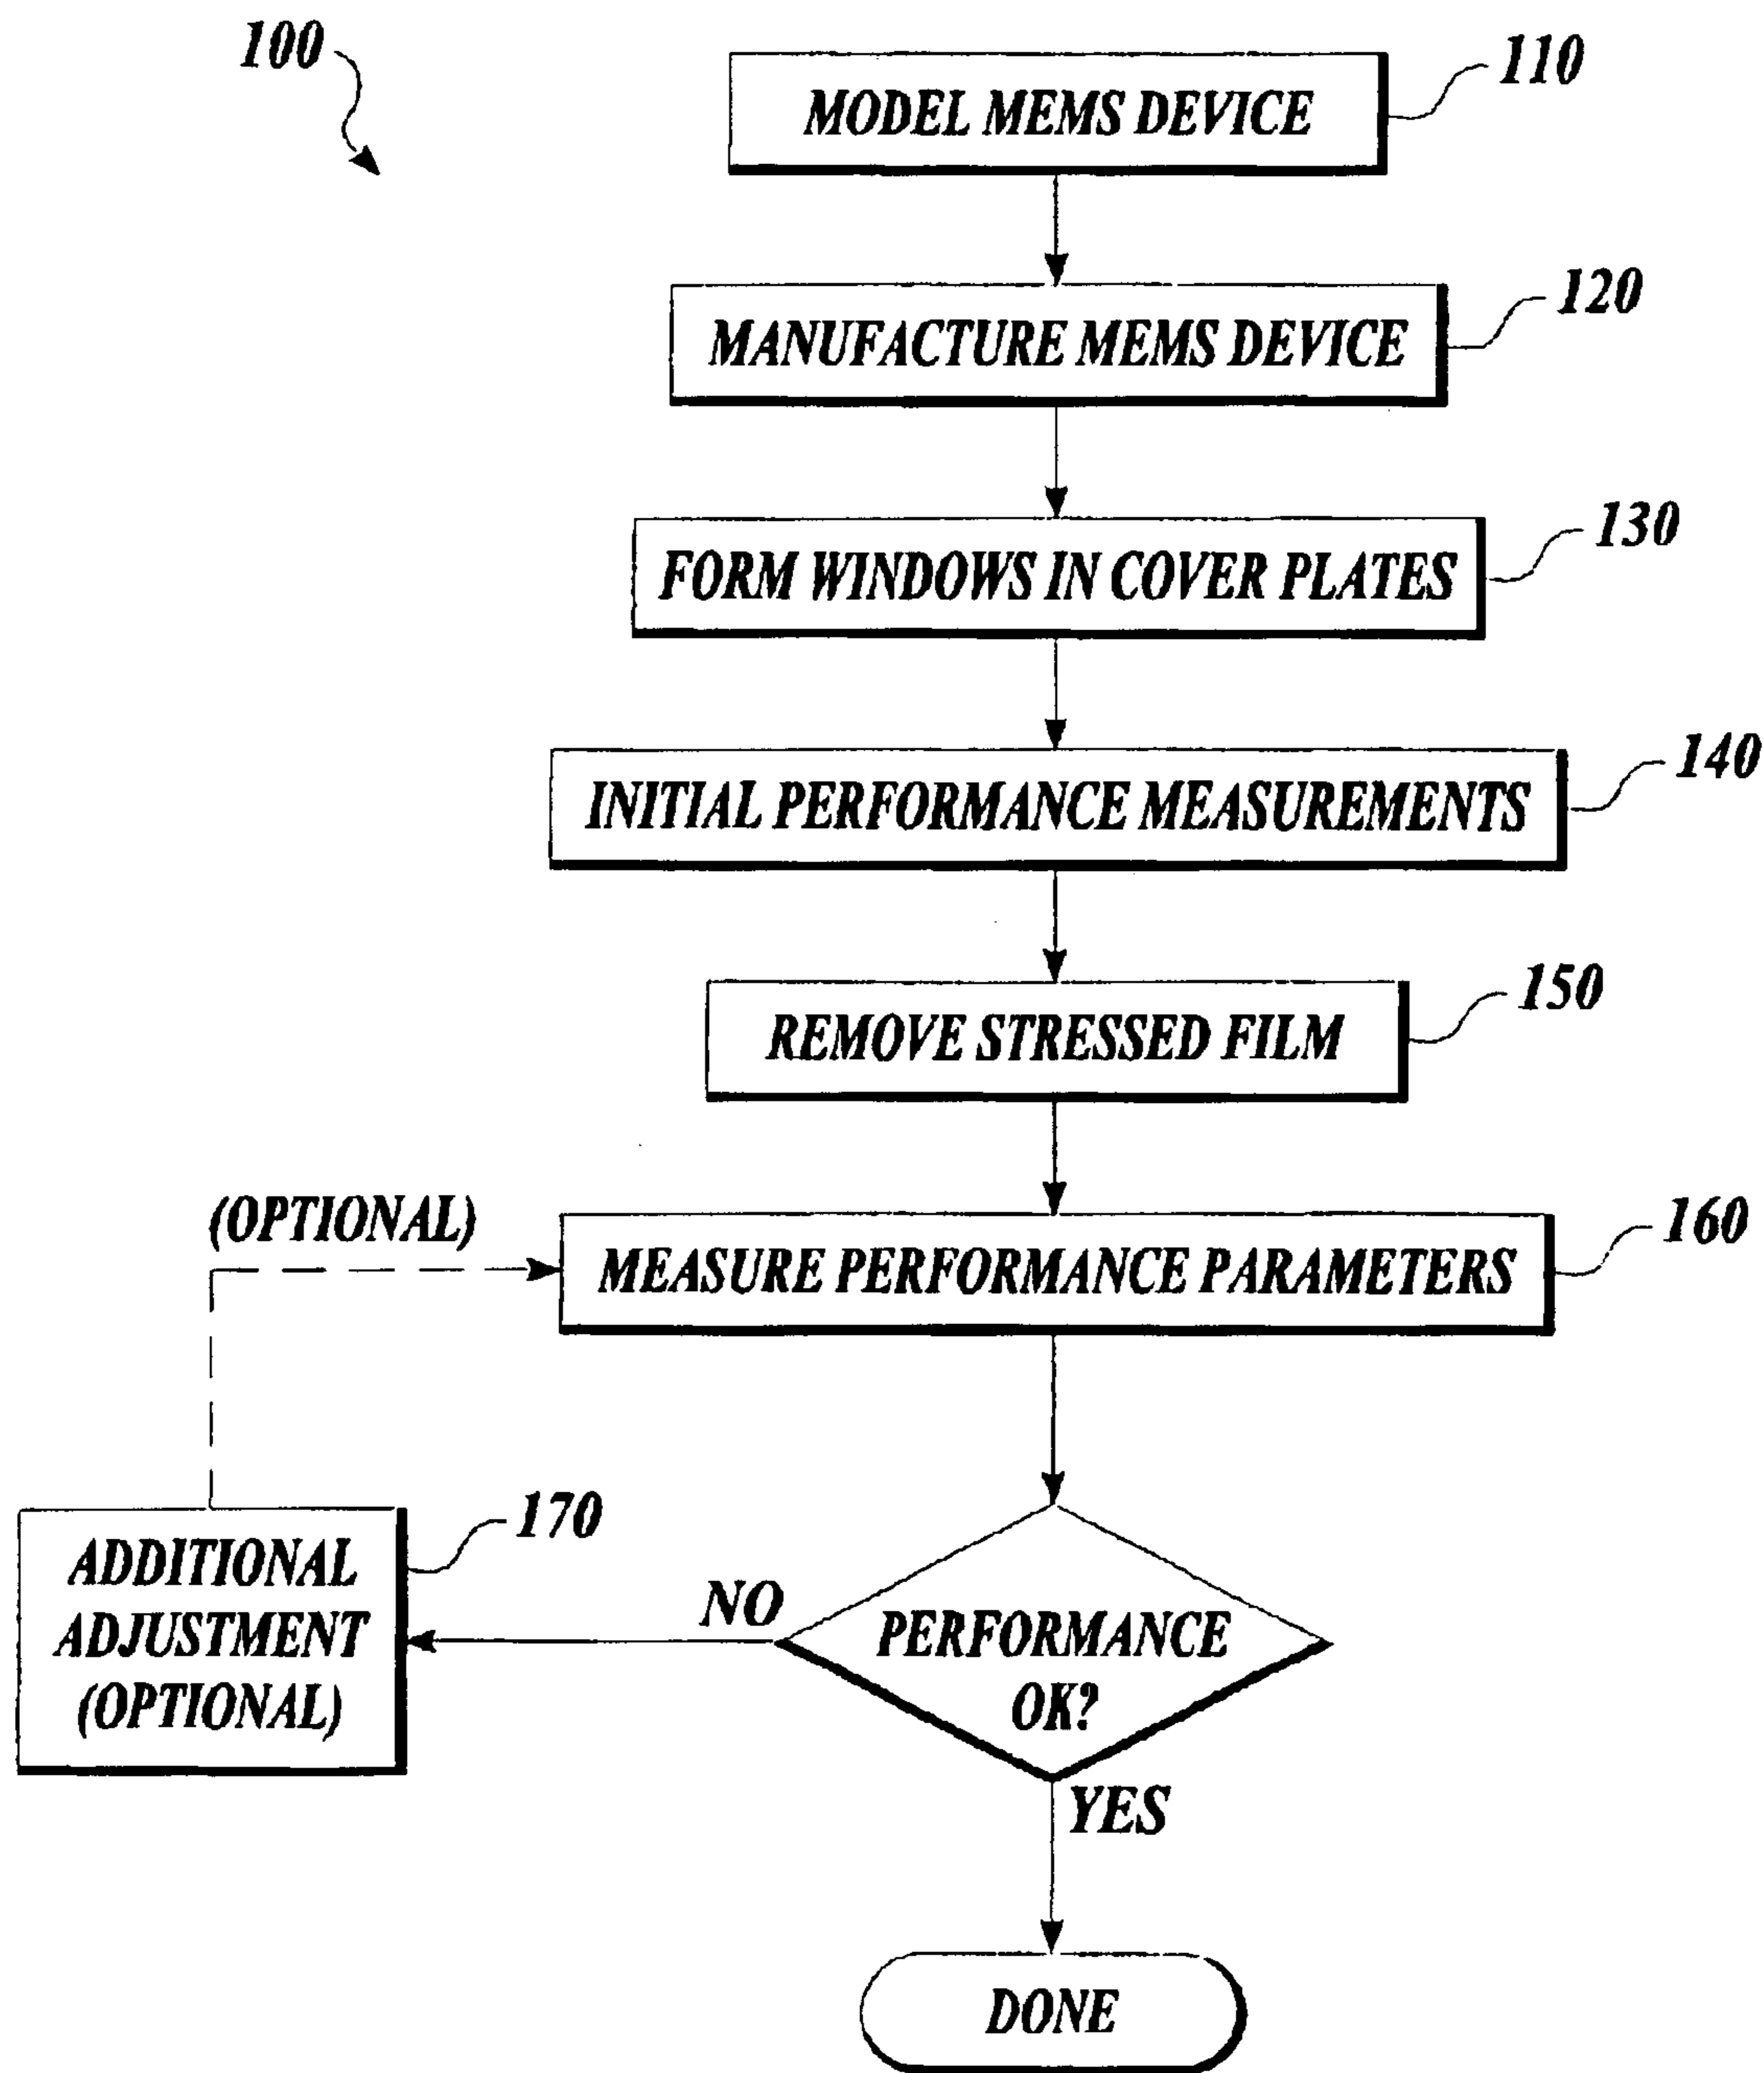 100
MODEL MEMS DEVICE
110
MANUFACTURE MEMS DEVICE
120
FORM WINDOWS IN COVER PLATES
130
INITIAL PERFORMANCE MEASUREMENTS
140
REMOVE STRESSED FILM
150
(OPTIONAL)
MEASURE PERFORMANCE PARAMETERS
160
ADDITIONAL
ADJUSTMENT
(OPTIONAL)
170
NO
PERFORMANCE
OK?
YES
DONE